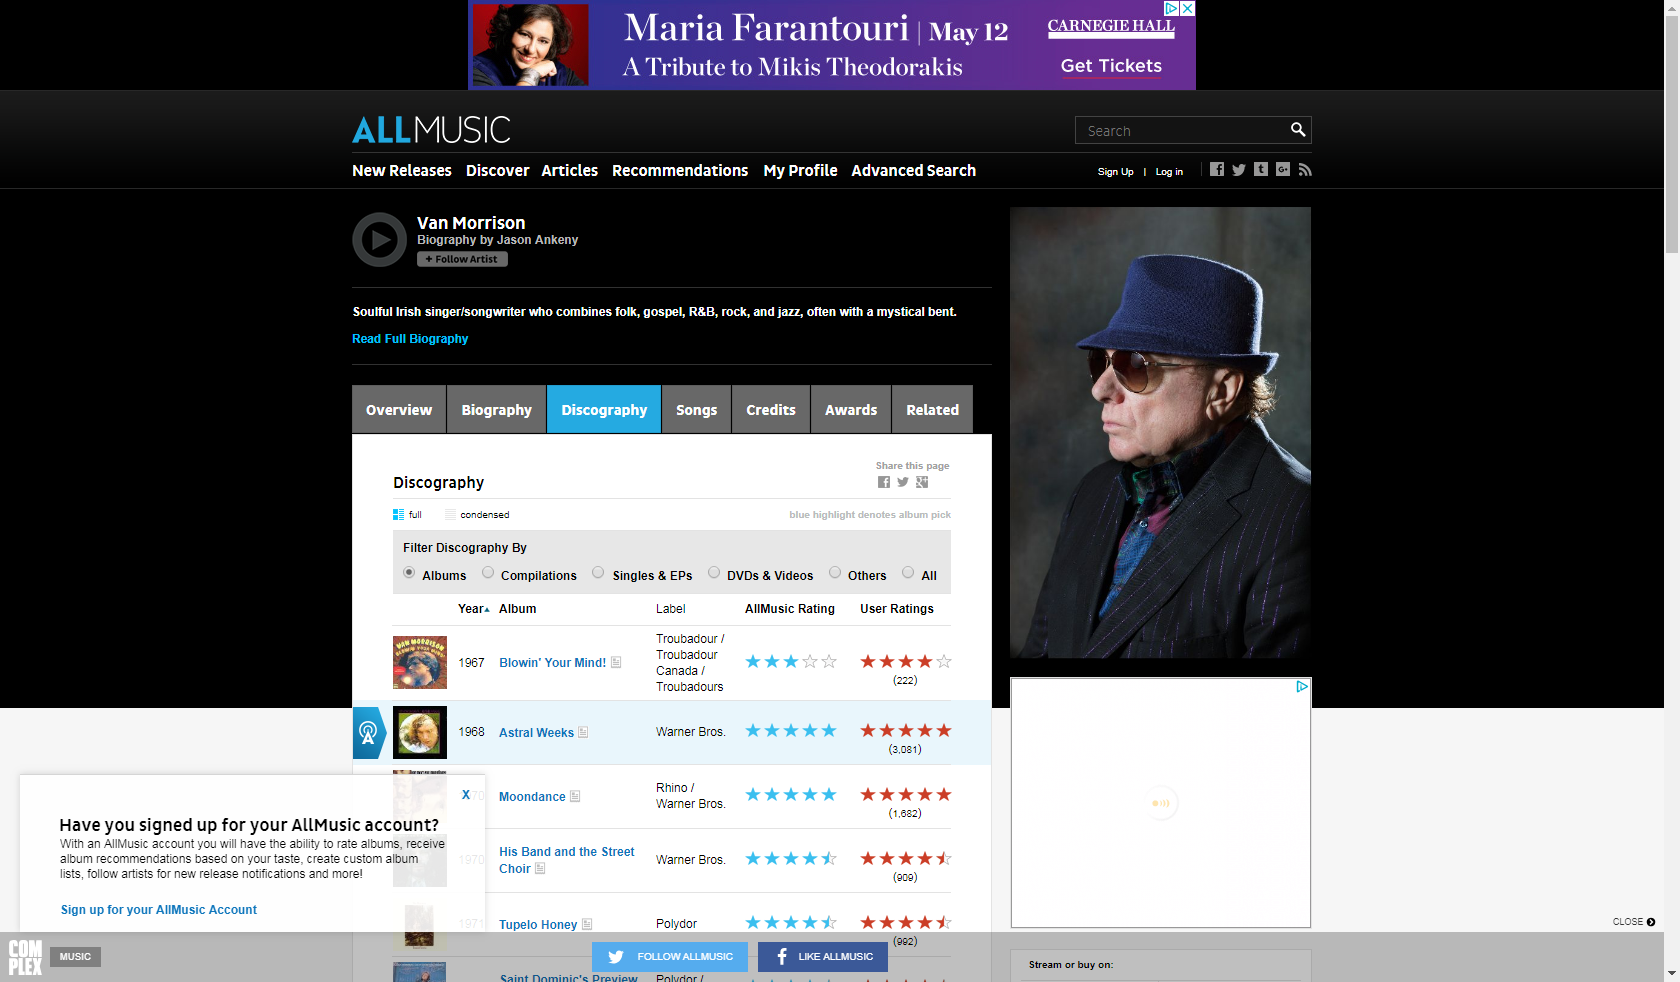 Maria Farantouri | May 12
A Tribute to Mikis Theodorakis
CARNEGIE HALL
Get Tickets
ALLMUSIC
Search
New Releases Discover Articles Recommendations My Profile Advanced Search
Sign Up | Log in
Van Morrison
Biography by Jason Ankeny
+ Follow Artist
Soulful Irish singer/songwriter who combines folk, gospel, R&B, rock, and jazz, often with a mystical bent.
Read Full Biography
Overview Biography Discography Songs Credits Awards Related
Share this page
Discography
full condensed blue highlight denotes album pick
Filter Discography By
Albums Compilations Singles & EPs DVDs & Videos Others All
Year Album Label AllMusic Rating User Ratings
VAN MORRISON
BLOWIN' YOUR MIND!
1967 Blowin' Your Mind!
Troubadour /
Troubadour
Canada /
Troubadours
(222)
1968 Astral Weeks Warner Bros.
(3,081)
1970 Moondance
Rhino /
Warner Bros.
(1,682)
1970 His Band and the Street
Choir
Warner Bros.
(909)
1971 Tupelo Honey Polydor
(992)
Saint Dominic's Preview Polydor /
X
Have you signed up for your AllMusic account?
With an AllMusic account you will have the ability to rate albums, receive
album recommendations based on your taste, create custom album
lists, follow artists for new release notifications and more!
Sign up for your AllMusic Account
CLOSE
COM
PLEX
MUSIC
FOLLOW ALLMUSIC
LIKE ALLMUSIC
Stream or buy on: